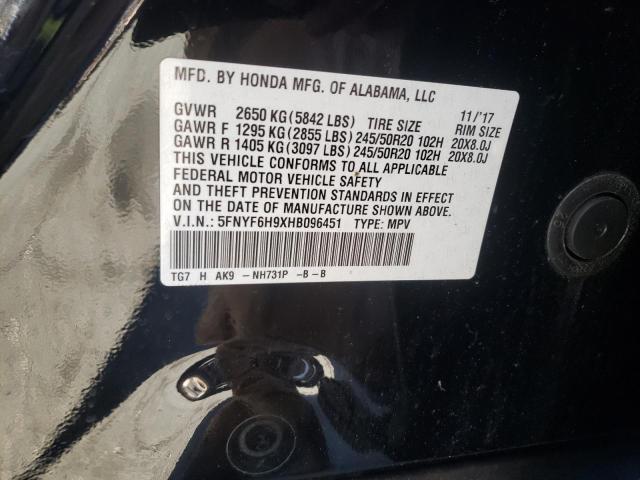 MFD. BY HONDA MFG. OF ALABAMA, LLC
GVWR 2650 KG(5842 LBS) TIRE SIZE 11/'17 RIM SIZE
GAWR F 1295 KG(2855 LBS)245/50R20 102H 20X8.0J
GAWR R 1405 KG(3097 LBS)245/50R20 102H 20X8.0J
THIS VEHICLE CONFORMS TO ALL APPLICABLE
FEDERAL MOTOR VEHICLE SAFETY
AND THEFT PREVENTION STANDARDS IN EFFECT
ON THE DATE OF MANUFACTURE SHOWN ABOVE.
V.I.N.: 5FNYF6H9XHB096451 TYPE: MPV
TG7 H AK9 -NH731P -B-B